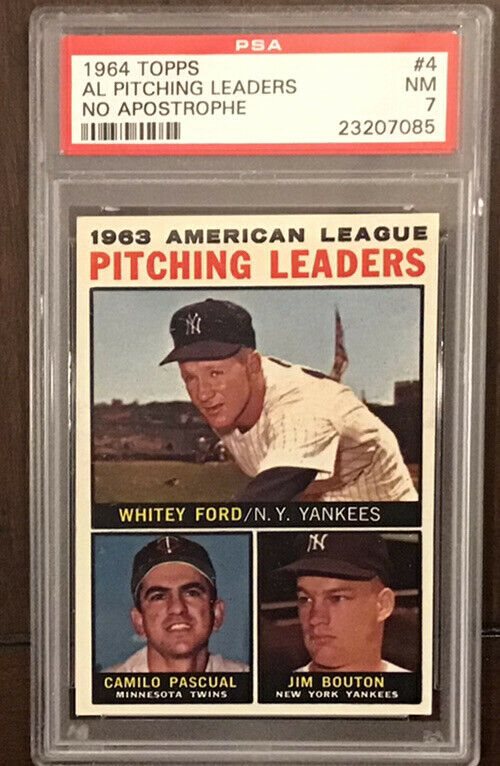 PSA
1964 TOPPS #4
AL PITCHING LEADERS NM
NO APOSTROPHE 7
23207085
1963 AMERICAN LEAGUE
PITCHING LEADERS
WHITEY FORD/N.Y. YANKEES
CAMILO PASCUAL
MINNESOTA TWINS
JIM BOUTON
NEW YORK YANKEES